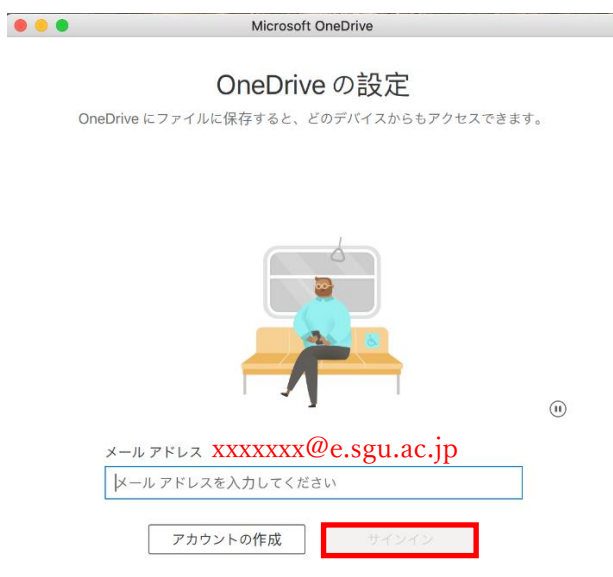 Microsoft OneDrive
OneDrive の設定
OneDrive にファイルに保存すると、どのデバイスからもアクセスできます。
メール アドレス xxxxxxx@e.sgu.ac.jp
メール アドレスを入力してください
アカウントの作成 サインイン